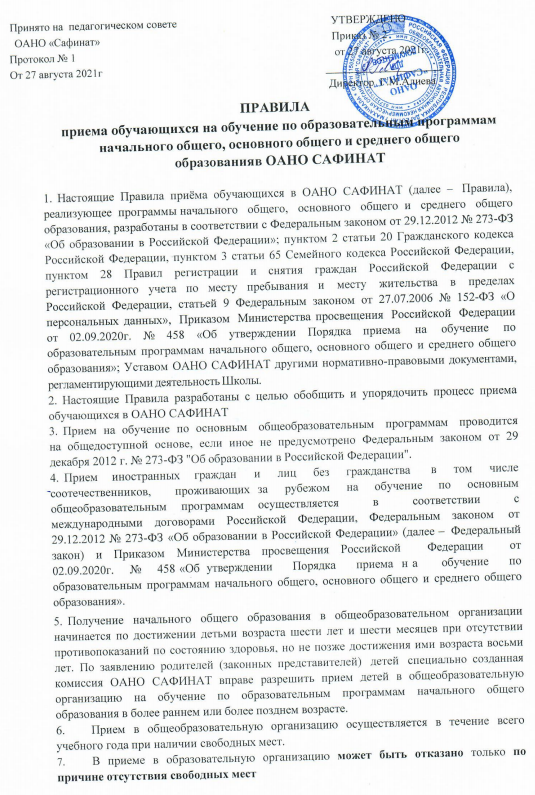 Принято на педагогическом совете
ОАНО «Сафинат»
Протокол № 1
От 27 августа 2021г
УТВЕРЖДЕНО
Приказ №
от 27 августа 2021г
Директор Г.М.Алиева
ПРАВИЛА
приема обучающихся на обучение по образовательным программам
начального общего, основного общего и среднего общего
образованияв ОАНО САФИНАТ
1. Настоящие Правила приёма обучающихся в ОАНО САФИНАТ (далее – Правила),
реализующее программы начального общего, основного общего и среднего общего
образования, разработаны в соответствии с Федеральным законом от 29.12.2012 № 273-ФЗ
«Об образовании в Российской Федерации»; пунктом 2 статьи 20 Гражданского кодекса
Российской Федерации, пунктом 3 статьи 65 Семейного кодекса Российской Федерации,
пунктом 28 Правил регистрации и снятия граждан Российской Федерации с
регистрационного учета по месту пребывания и месту жительства в пределах
Российской Федерации, статьей 9 Федеральным законом от 27.07.2006 № 152-ФЗ «О
персональных данных», Приказом Министерства просвещения Российской Федерации
от 02.09.2020г. № 458 «Об утверждении Порядка приема на обучение по
образовательным программам начального общего, основного общего и среднего общего
образования»; Уставом ОАНО САФИНАТ другими нормативно-правовыми документами,
регламентирующими деятельность Школы.
2. Настоящие Правила разработаны с целью обобщить и упорядочить процесс приема
обучающихся в ОАНО САФИНАТ
3. Прием на обучение по основным общеобразовательным программам проводится
на общедоступной основе, если иное не предусмотрено Федеральным законом от 29
декабря 2012 г. № 273-ФЗ "Об образовании в Российской Федерации".
4. Прием иностранных граждан и лиц без гражданства в том числе
соотечественников, проживающих за рубежом на обучение по основным
общеобразовательным программам осуществляется в соответствии с
международными договорами Российской Федерации, Федеральным законом от
29.12.2012 № 273-ФЗ «Об образовании в Российской Федерации» (далее – Федеральный
закон) и Приказом Министерства просвещения Российской Федерации от
02.09.2020г. № 458 «Об утверждении Порядка приема н а обучение по
образовательным программам начального общего, основного общего и среднего общего
образования».
5. Получение начального общего образования в общеобразовательном организации
начинается по достижении детьми возраста шести лет и шести месяцев при отсутствии
противопоказаний по состоянию здоровья, но не позже достижения ими возраста восьми
лет. По заявлению родителей (законных представителей) детей специально созданная
комиссия ОАНО САФИНАТ вправе разрешить прием детей в общеобразовательную
организацию на обучение по образовательным программам начального общего
образования в более раннем или более позднем возрасте.
6. Прием в общеобразовательную организацию осуществляется в течение всего
учебного года при наличии свободных мест.
7. В приеме в образовательную организацию может быть отказано только по
причине отсутствия свободных мест